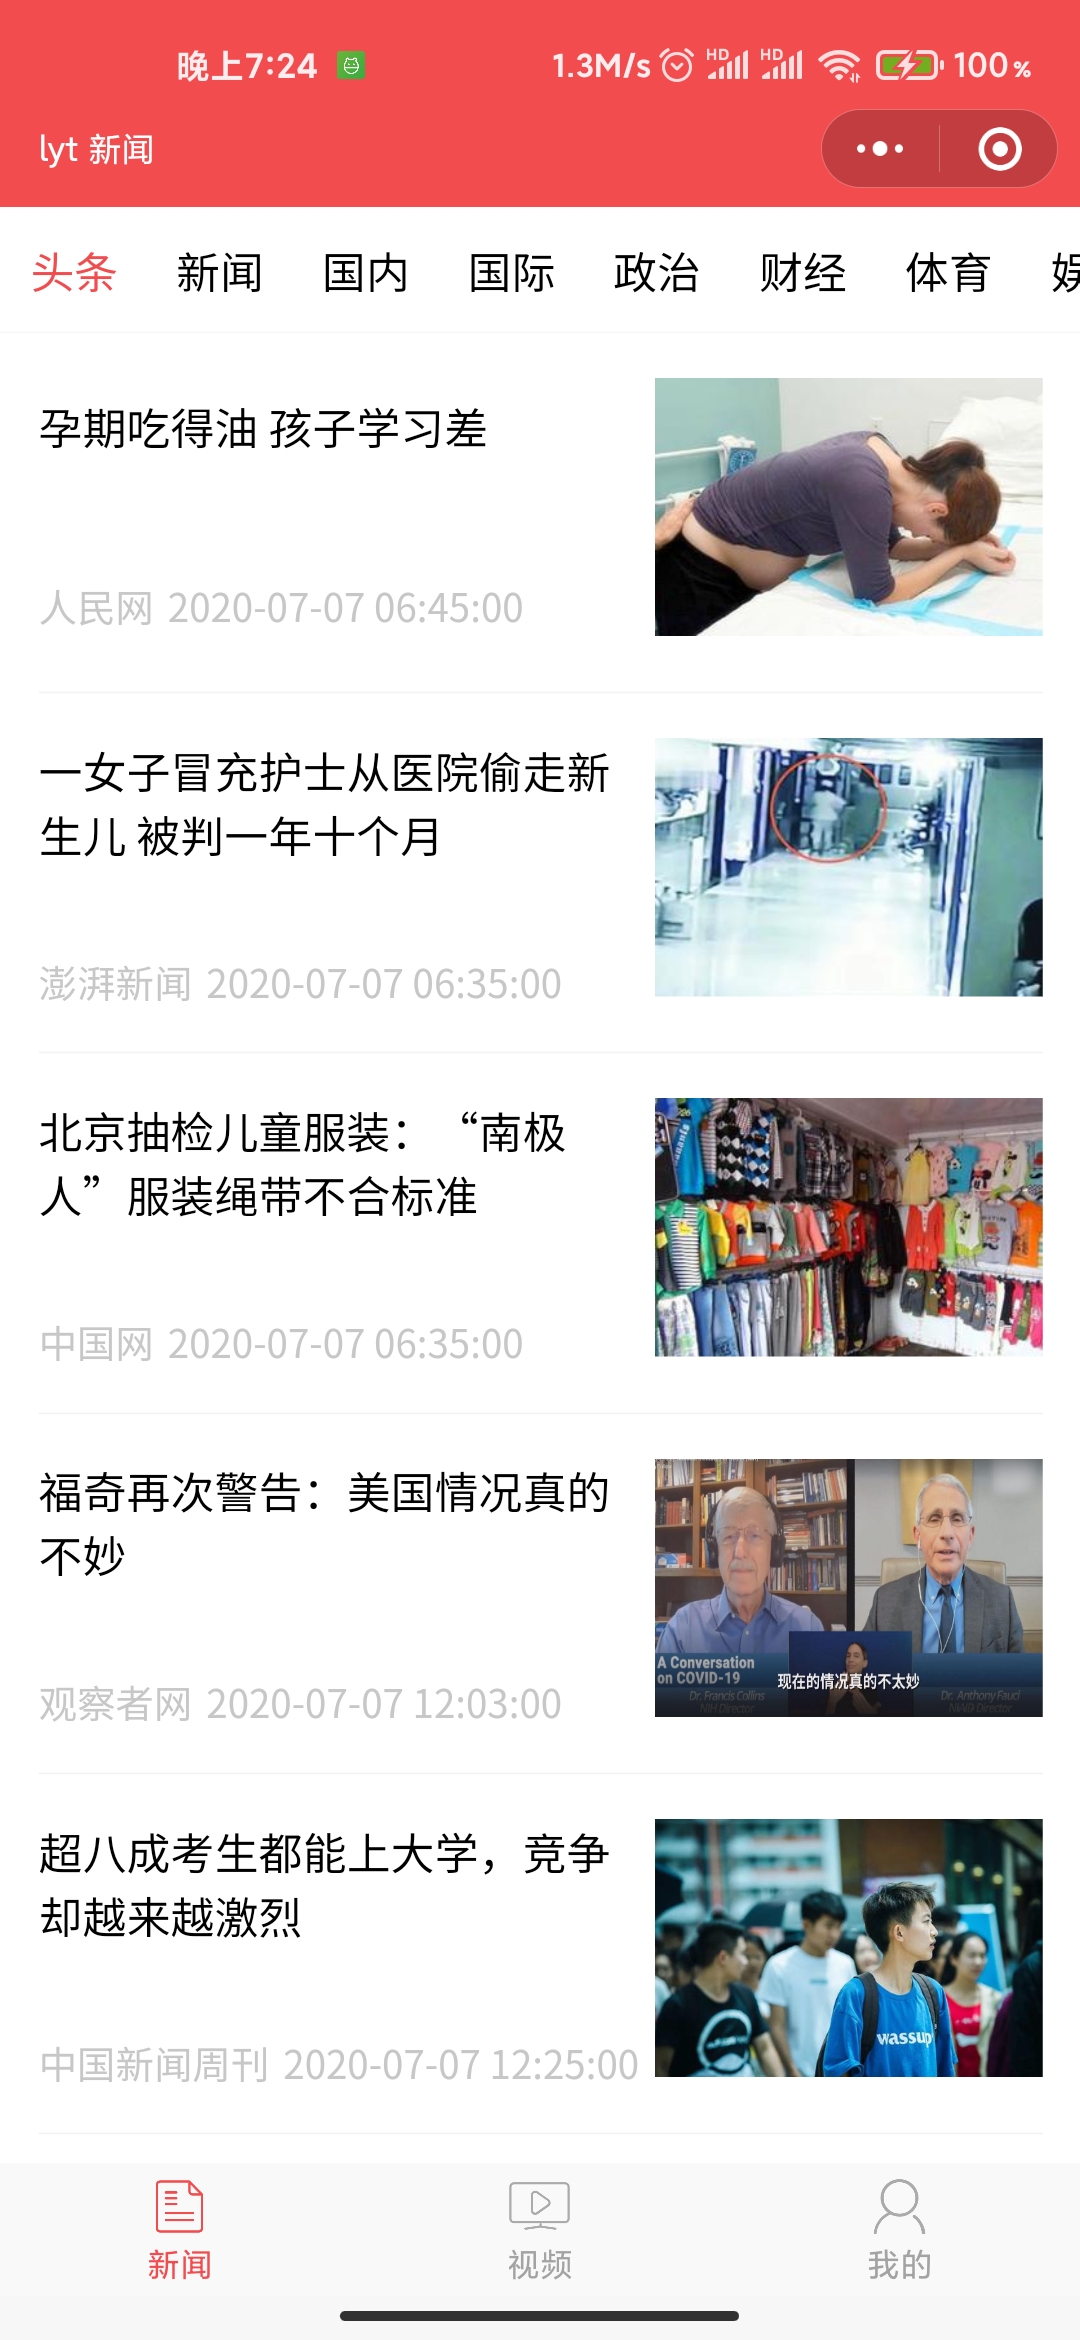 晚上7:24
1.3M/s HD HD 100%
lyt 新闻
头条 新闻 国内 国际 政治 财经 体育
孕期吃得油 孩子学习差
人民网 2020-07-07 06:45:00
一女子冒充护士从医院偷走新
生儿 被判一年十个月
澎湃新闻 2020-07-07 06:35:00
北京抽检儿童服装：“南极
人”服装绳带不合标准
中国网 2020-07-07 06:35:00
福奇再次警告：美国情况真的
不妙
A Conversation
on COVID-19
现在的情况真的不太妙
Dr. Francis Collins
NIH Director
Dr. Anthony Fauci
观察者网 2020-07-07 12:03:00
超八成考生都能上大学，竞争
却越来越激烈
wassup
中国新闻周刊 2020-07-07 12:25:00
新闻 视频 我的